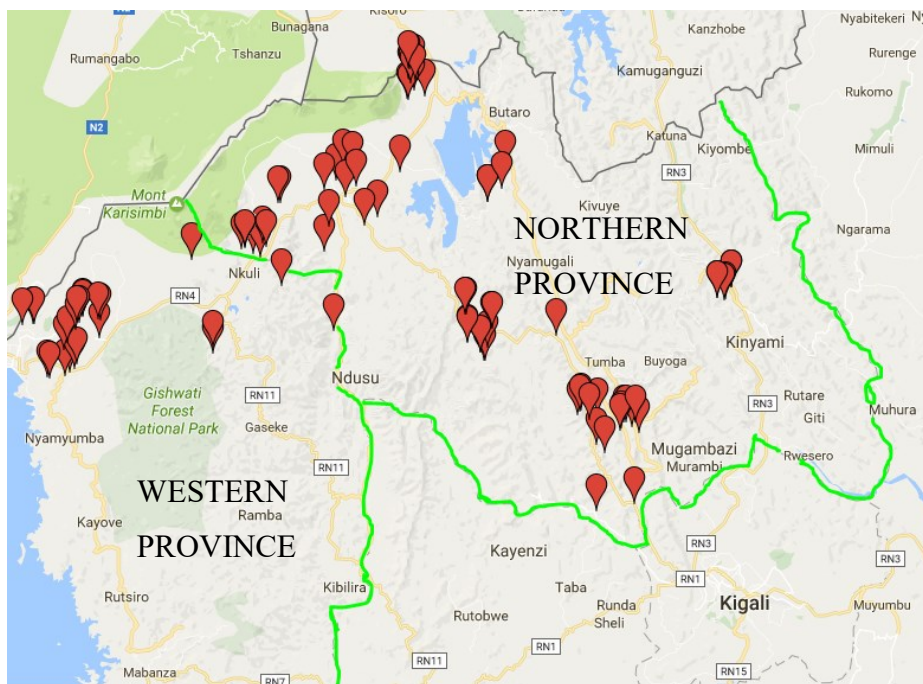 N2
Bunagana
Kisoro
Kanzhobe
Nyabitekeri
Rumangabo
Tshanzu
Rurenge
Kamuganguzi
Rukomo
N2
Butaro
Katuna
Kiyombe
Mimuli
RN3
Mont
Karisimbi
Kivuye
NORTHERN
Ngarama
Nkuli
Nyamugali
PROVINCE
RN4
Kinyami
Tumba
Buyoga
Ndusu
Gishwati
Forest
National Park
RN11
Rutare
Giti
Muhura
RN3
Gaseke
Nyamyumba
Mugambazi
Murambi
Rwesero
RN11
WESTERN
Ramba
PROVINCE
Kayove
Kayenzi
RN3
RN3
RN1
Kibilira
Taba
Rutsiro
Runda
Kigali
Muyumbu
Rutobwe
Sheli
RN1
RN11
Mabanza
RN7
RN15